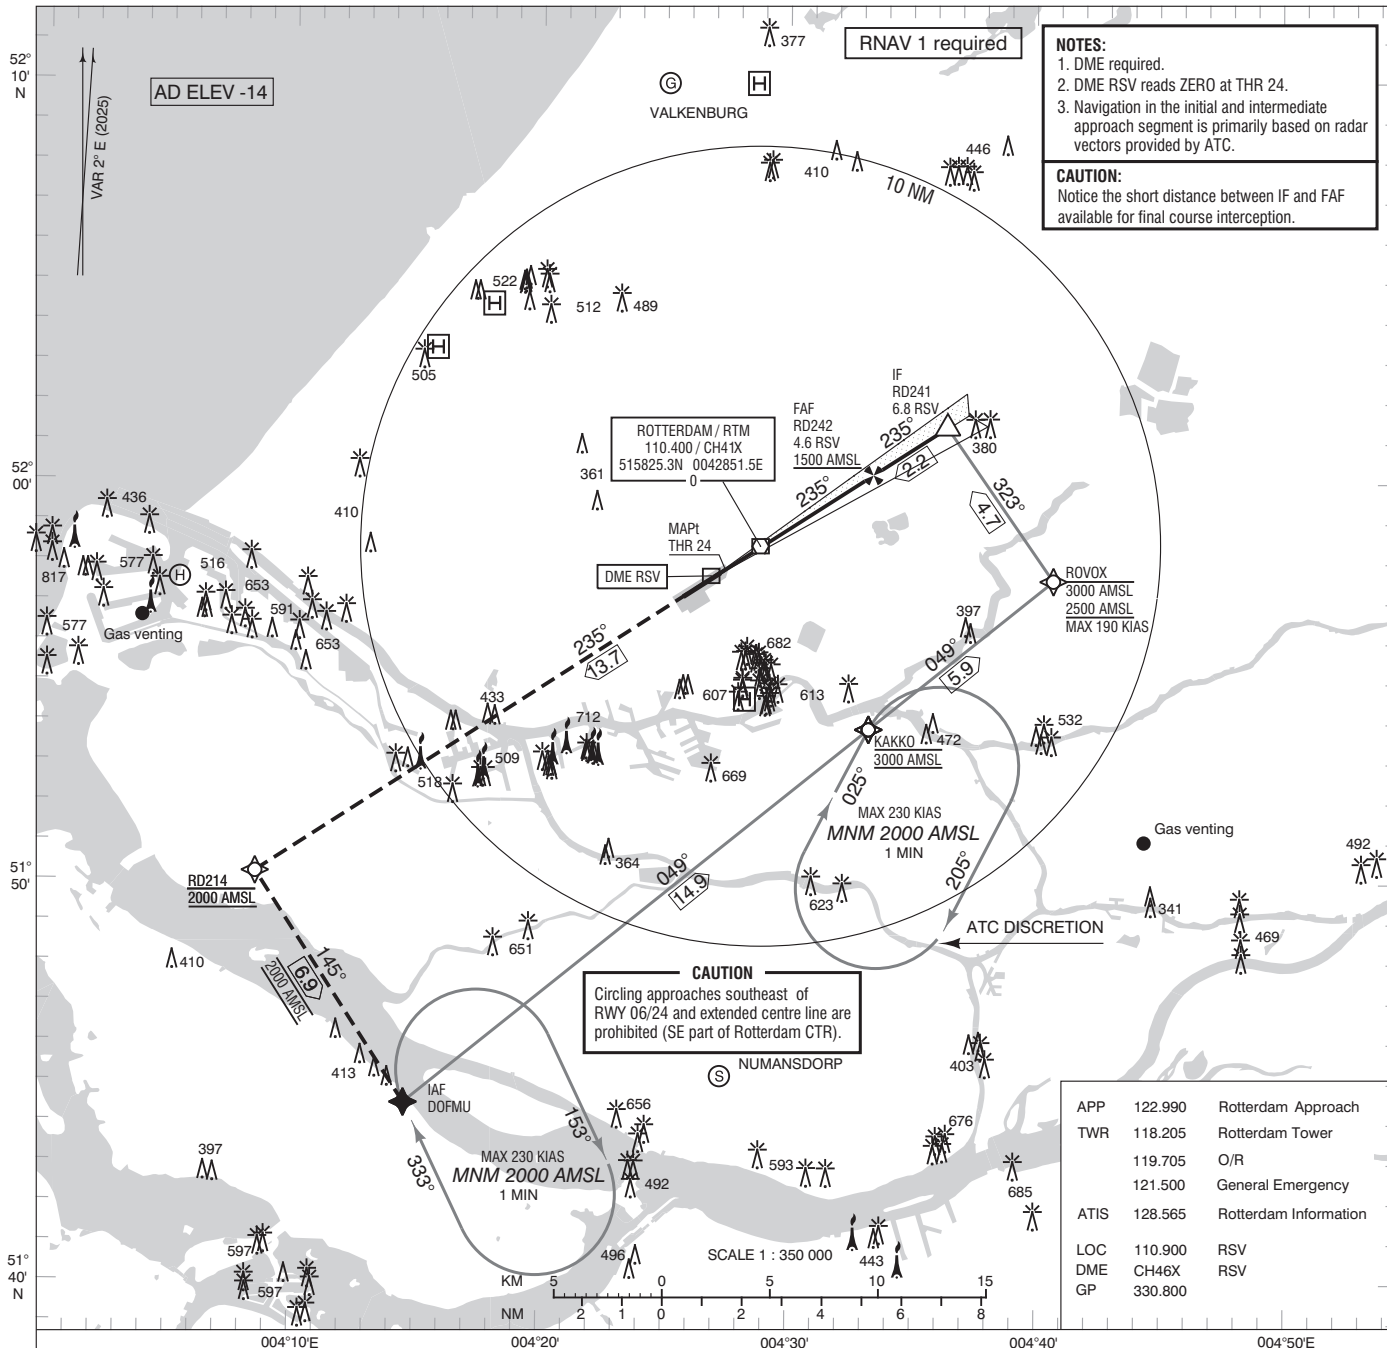 377
RNAV 1 required
NOTES:
1. DME required.
2. DME RSV reads ZERO at THR 24.
3. Navigation in the initial and intermediate
approach segment is primarily based on radar
vectors provided by ATC.
CAUTION:
Notice the short distance between IF and FAF
available for final course interception.
52°
10'
N
AD ELEV -14
VAR 2° E (2025)
G
H
VALKENBURG
446
410
10 NM
522
H
512
489
H
505
IF
RD241
6.8 RSV
FAF
RD242
4.6 RSV
1500 AMSL
235°
380
2.2
ROTTERDAM / RTM
110.400 / CH41X
515825.3N 0042851.5E
0
235°
323°
4.7
52°
00'
361
410
436
MAPt
THR 24
DME RSV
817
577
H
516
653
591
653
577
Gas venting
ROVOX
3000 AMSL
2500 AMSL
MAX 190 KIAS
397
049°
5.9
235°
13.7
682
607
H
613
433
712
509
518
669
KAKKO
3000 AMSL
472
532
025°
MAX 230 KIAS
MNM 2000 AMSL
1 MIN
205°
Gas venting
492
364
049°
14.9
623
341
469
51°
50'
RD214
2000 AMSL
651
ATC DISCRETION
410
145°
6.9
2000 AMSL
CAUTION
Circling approaches southeast of
RWY 06/24 and extended centre line are
prohibited (SE part of Rotterdam CTR).
S
NUMANSDORP
413
403
IAF
DOFMU
656
153°
333°
MAX 230 KIAS
MNM 2000 AMSL
1 MIN
492
593
676
685
397
597
597
496
443
APP 122.990 Rotterdam Approach
TWR 118.205 Rotterdam Tower
119.705 O/R
121.500 General Emergency
ATIS 128.565 Rotterdam Information
LOC 110.900 RSV
DME CH46X RSV
GP 330.800
51°
40'
N
SCALE 1 : 350 000
KM 5 0 5 10 15
NM 2 1 0 2 4 6 8
004°10'E 004°20'E 004°30'E 004°40'E 004°50'E